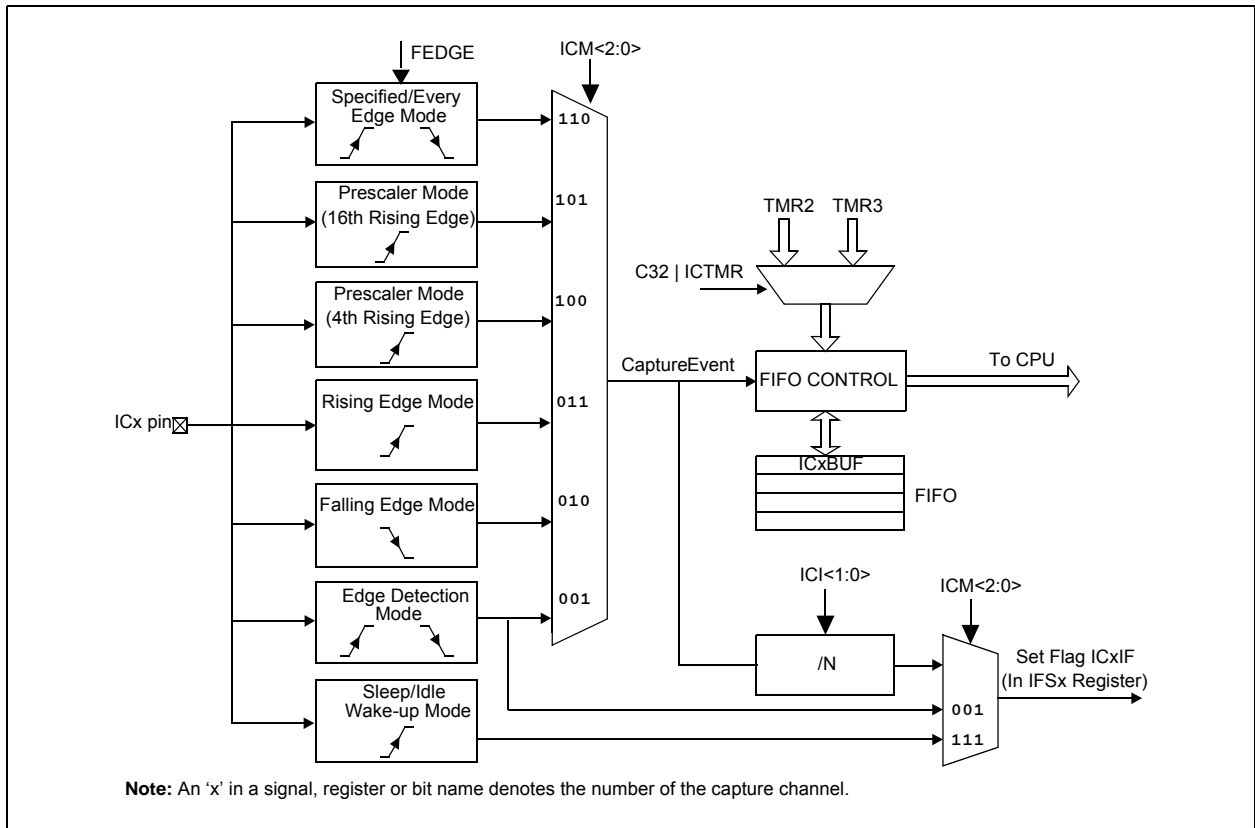 FEDGE
ICM<2:0>
Specified/Every
Edge Mode
110
Prescaler Mode
(16th Rising Edge)
101
TMR2
TMR3
C32 | ICTMR
Prescaler Mode
(4th Rising Edge)
100
CaptureEvent
FIFO CONTROL
To CPU
Rising Edge Mode
011
ICx pin
ICxBUF
FIFO
Falling Edge Mode
010
ICI<1:0>
ICM<2:0>
Edge Detection
Mode
001
/N
Set Flag ICxIF
(In IFSx Register)
Sleep/Idle
Wake-up Mode
001
111
Note: An ‘x’ in a signal, register or bit name denotes the number of the capture channel.